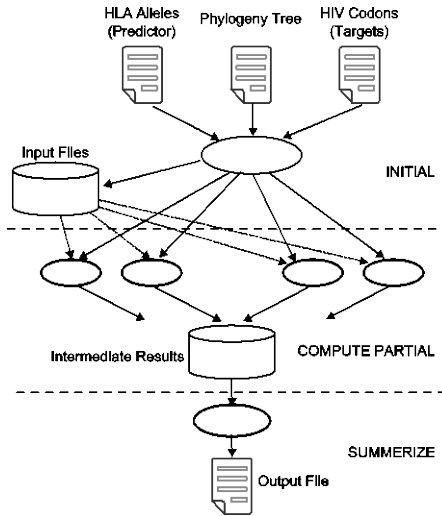 HLA Alleles
(Predictor)
Phylogeny Tree
HIV Codons
(Targets)
Input Files
INITIAL
Intermediate Results
COMPUTE PARTIAL
SUMMERIZE
Output File